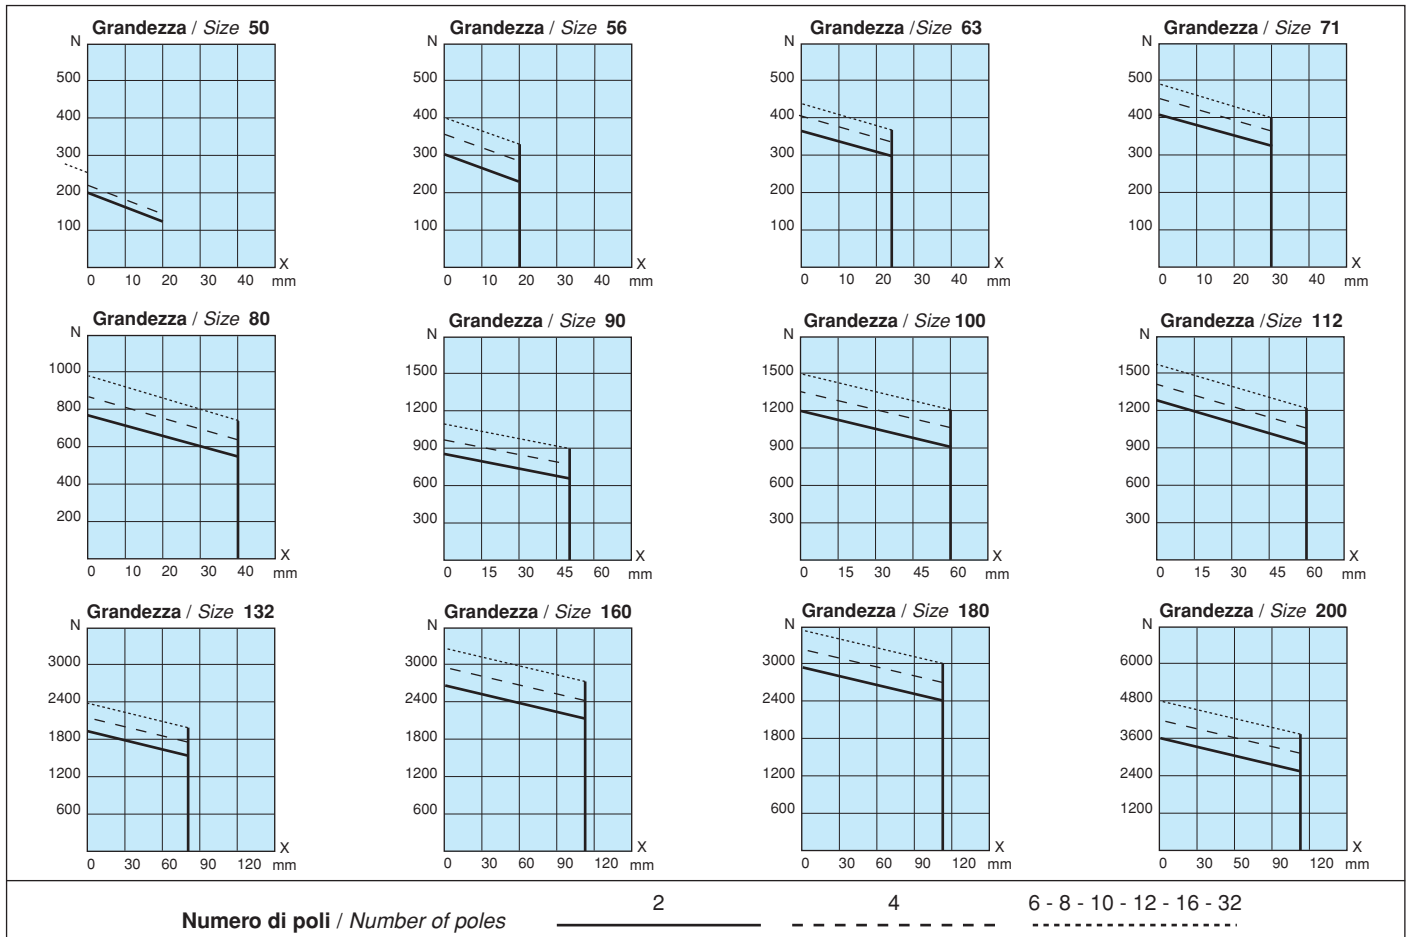 Grandezza / Size 50
N
500
400
300
200
100
X
0 10 20 30 40 mm
Grandezza / Size 56
N
500
400
300
200
100
X
0 10 20 30 40 mm
Grandezza /Size 63
N
500
400
300
200
100
X
0 10 20 30 40 mm
Grandezza / Size 71
N
500
400
300
200
100
X
0 10 20 30 40 mm
Grandezza / Size 80
N
1000
800
600
400
200
X
0 10 20 30 40 mm
Grandezza / Size 90
N
1500
1200
900
600
300
X
0 15 30 45 60 mm
Grandezza / Size 100
N
1500
1200
900
600
300
X
0 15 30 45 60 mm
Grandezza /Size 112
N
1500
1200
900
600
300
X
0 15 30 45 60 mm
Grandezza / Size 132
N
3000
2400
1800
1200
600
X
0 30 60 90 120 mm
Grandezza / Size 160
N
3000
2400
1800
1200
600
X
0 30 60 90 120 mm
Grandezza / Size 180
N
3000
2400
1800
1200
600
X
0 30 60 90 120 mm
Grandezza / Size 200
N
6000
4800
3600
2400
1200
X
0 30 50 90 120 mm
Numero di poli / Number of poles
2
4
6 - 8 - 10 - 12 - 16 - 32